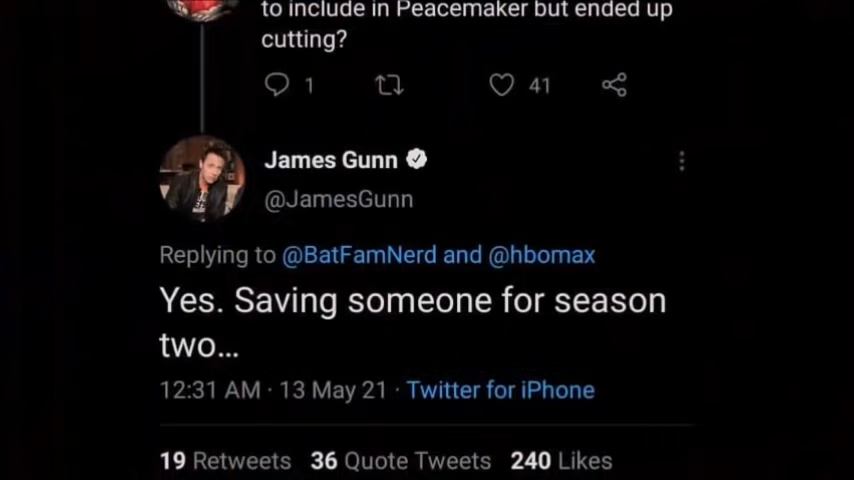 to include in Peacemaker but ended up
cutting?
1 41
James Gunn
@JamesGunn
Replying to @BatFamNerd and @hbomax
Yes. Saving someone for season
two...
12:31 AM · 13 May 21 · Twitter for iPhone
19 Retweets 36 Quote Tweets 240 Likes